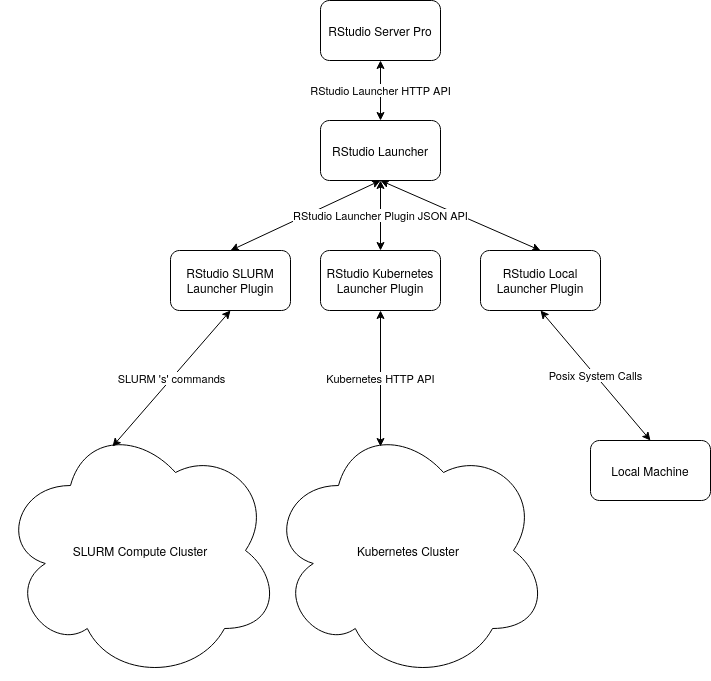 RStudio Server Pro
RStudio Launcher HTTP API
RStudio Launcher
RStudio Launcher Plugin JSON API
RStudio SLURM
Launcher Plugin
RStudio Kubernetes
Launcher Plugin
RStudio Local
Launcher Plugin
SLURM 's' commands
Kubernetes HTTP API
Posix System Calls
Local Machine
SLURM Compute Cluster
Kubernetes Cluster